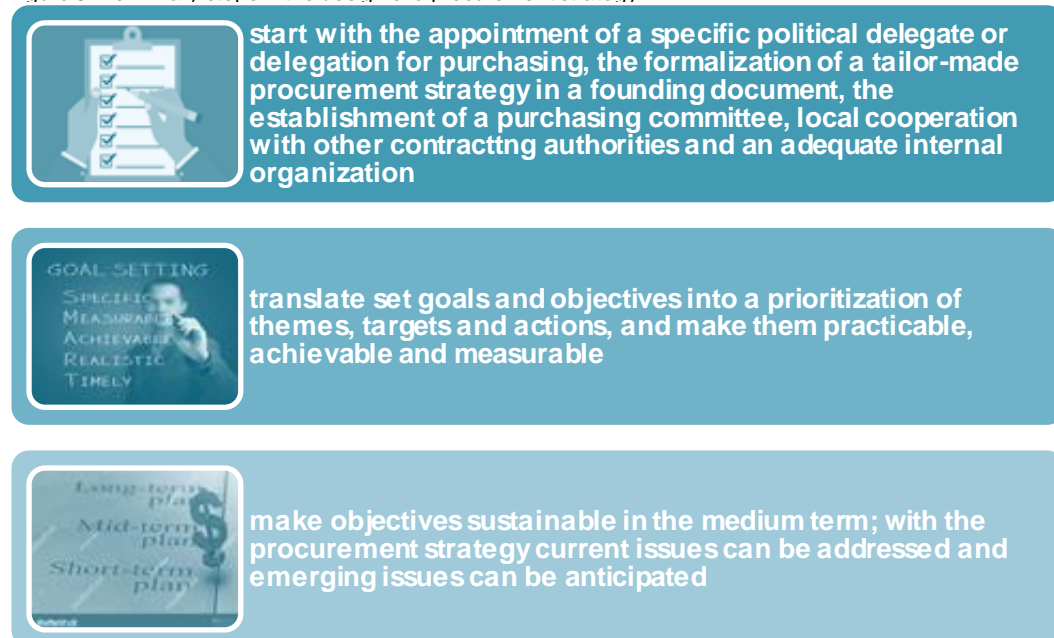 start with the appointment of a specific political delegate or
delegation for purchasing, the formalization of a tailor-made
procurement strategy in a founding document, the
establishment of a purchasing committee, local cooperation
with other contracttng authorities and an adequate internal
organization
GOAL SETTING
SPECIFIC
MEASURABLE
ACHIEVABLE
REALISTIC
TIMELY
translate set goals and objectives into a prioritization of
themes, targets and actions, and make them practicable,
achievable and measurable
Long-term
plan
Mid-term
plan
Short-term
plan
make objectives sustainable in the medium term; with the
procurement strategy current issues can be addressed and
emerging issues can be anticipated